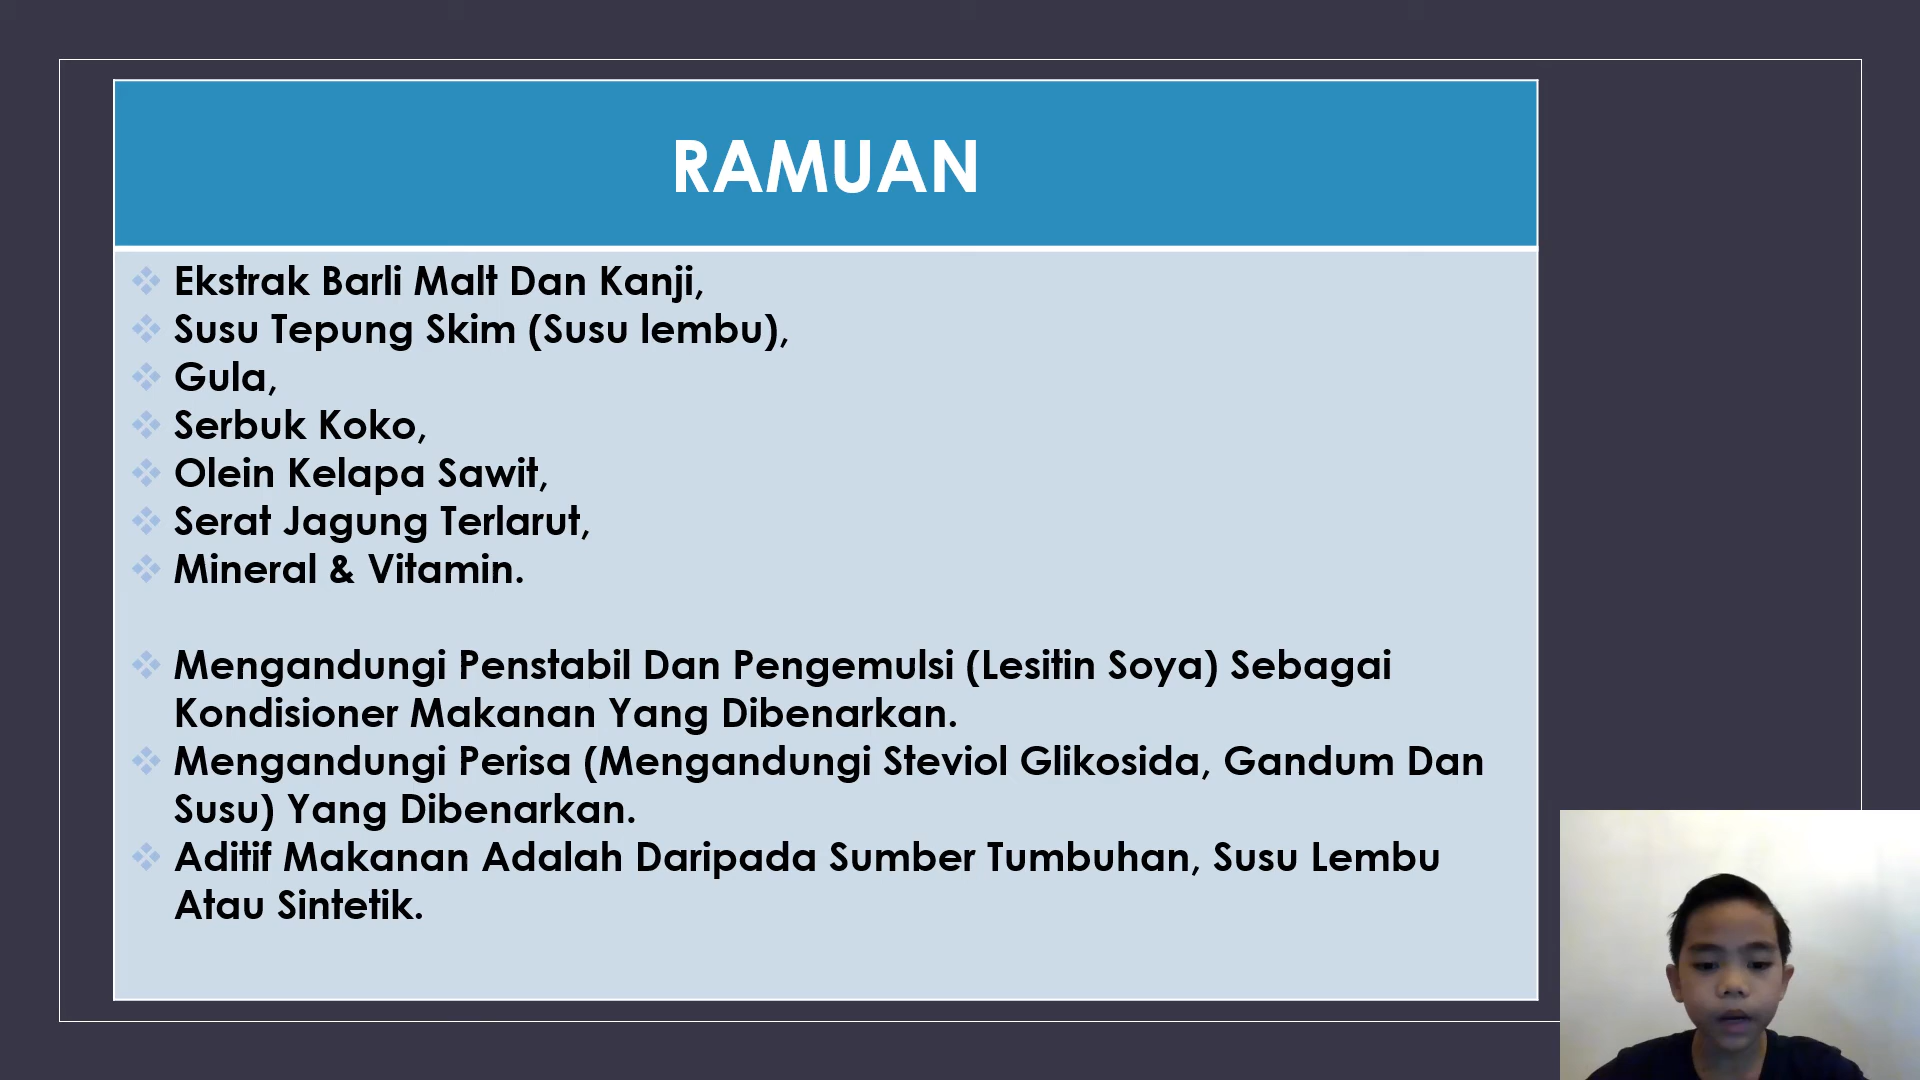 RAMUAN
Ekstrak Barli Malt Dan Kanji,
Susu Tepung Skim (Susu lembu),
Gula,
Serbuk Koko,
Olein Kelapa Sawit,
Serat Jagung Terlarut,
Mineral & Vitamin.
Mengandungi Penstabil Dan Pengemulsi (Lesitin Soya) Sebagai
Kondisioner Makanan Yang Dibenarkan.
Mengandungi Perisa (Mengandungi Steviol Glikosida, Gandum Dan
Susu) Yang Dibenarkan.
Aditif Makanan Adalah Daripada Sumber Tumbuhan, Susu Lembu
Atau Sintetik.